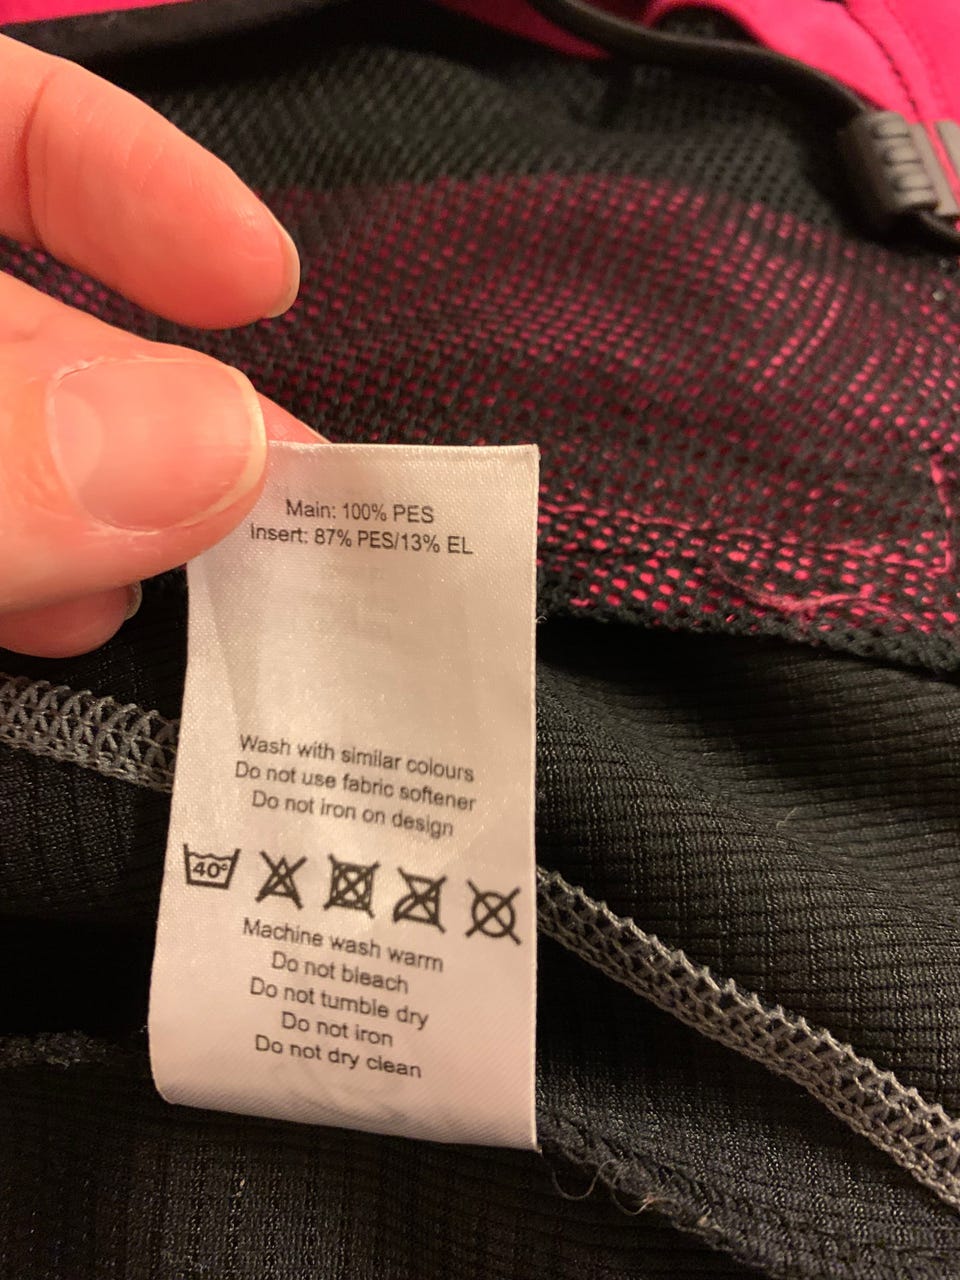 Main: 100% PES
Insert: 87% PES/13% EL
Wash with similar colours
Do not use fabric softener
Do not iron on design
40°
Machine wash warm
Do not bleach
Do not tumble dry
Do not iron
Do not dry clean